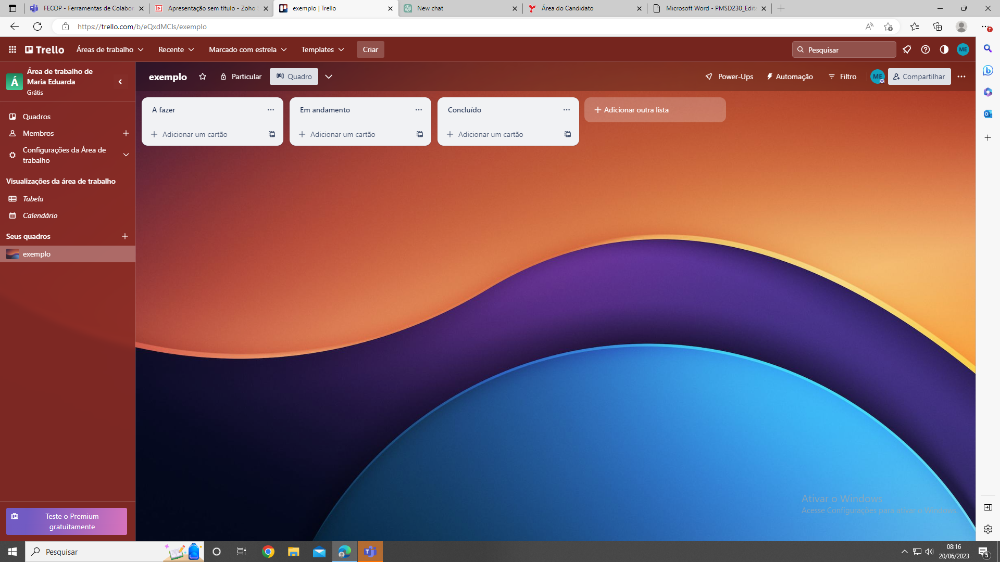 FECOP - Ferramentas de Colabor
Apresentação sem título - Zoho S
exemplo | Trello
New chat
Área do Candidato
Microsoft Word - PMSD230_Edit
https://trello.com/b/eQxdMCls/exemplo
Trello
Áreas de trabalho
Recente
Marcado com estrela
Templates
Criar
Pesquisar
ME
Á
Área de trabalho de
Maria Eduarda
Grátis
exemplo
Particular
Quadro
Power-Ups
Automação
Filtro
ME
Compartilhar
Quadros
Membros
Configurações da Área de
trabalho
Visualizações da área de trabalho
Tabela
Calendário
Seus quadros
exemplo
A fazer
Adicionar um cartão
Em andamento
Adicionar um cartão
Concluído
Adicionar um cartão
Adicionar outra lista
Ativar o Windows
Acesse Configurações para ativar o Windows.
Teste o Premium
gratuitamente
Pesquisar
08:16
20/06/2023
5